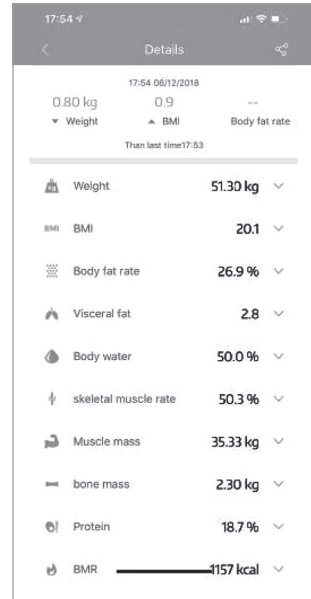 17:54
Details
17:54 06/12/2018
0.80 kg 0.9 --
Weight BMI Body fat rate
Than last time17:53
Weight 51.30 kg
BMI BMI 20.1
Body fat rate 26.9 %
Visceral fat 2.8
Body water 50.0 %
skeletal muscle rate 50.3 %
Muscle mass 35.33 kg
bone mass 2.30 kg
Protein 18.7 %
BMR 1157 kcal